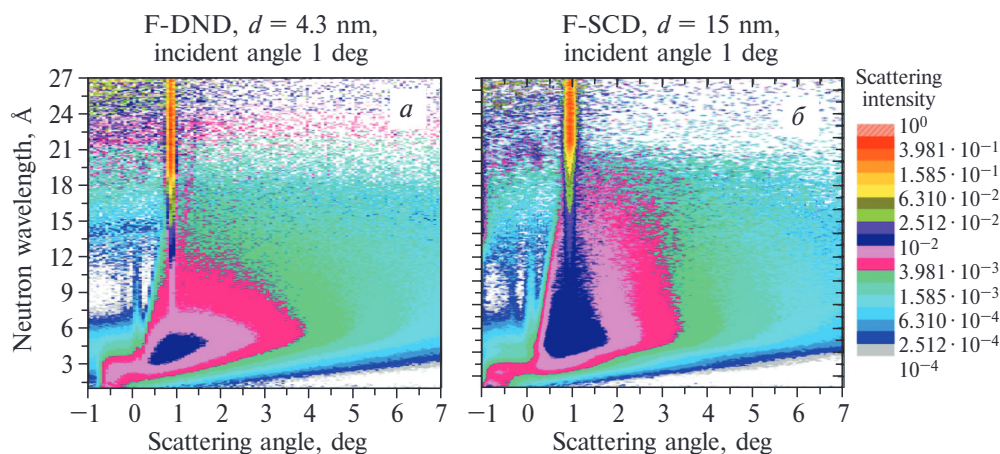 F-DND, d = 4.3 nm,
incident angle 1 deg
F-SCD, d = 15 nm,
incident angle 1 deg
Neutron wavelength, Å
27
24
21
18
15
12
9
6
3
а
б
−1 0 1 2 3 4 5 6 7
Scattering angle, deg
−1 0 1 2 3 4 5 6 7
Scattering angle, deg
Scattering
intensity
10⁰
3.981 · 10⁻¹
1.585 · 10⁻¹
6.310 · 10⁻²
2.512 · 10⁻²
10⁻²
3.981 · 10⁻³
1.585 · 10⁻³
6.310 · 10⁻⁴
2.512 · 10⁻⁴
10⁻⁴